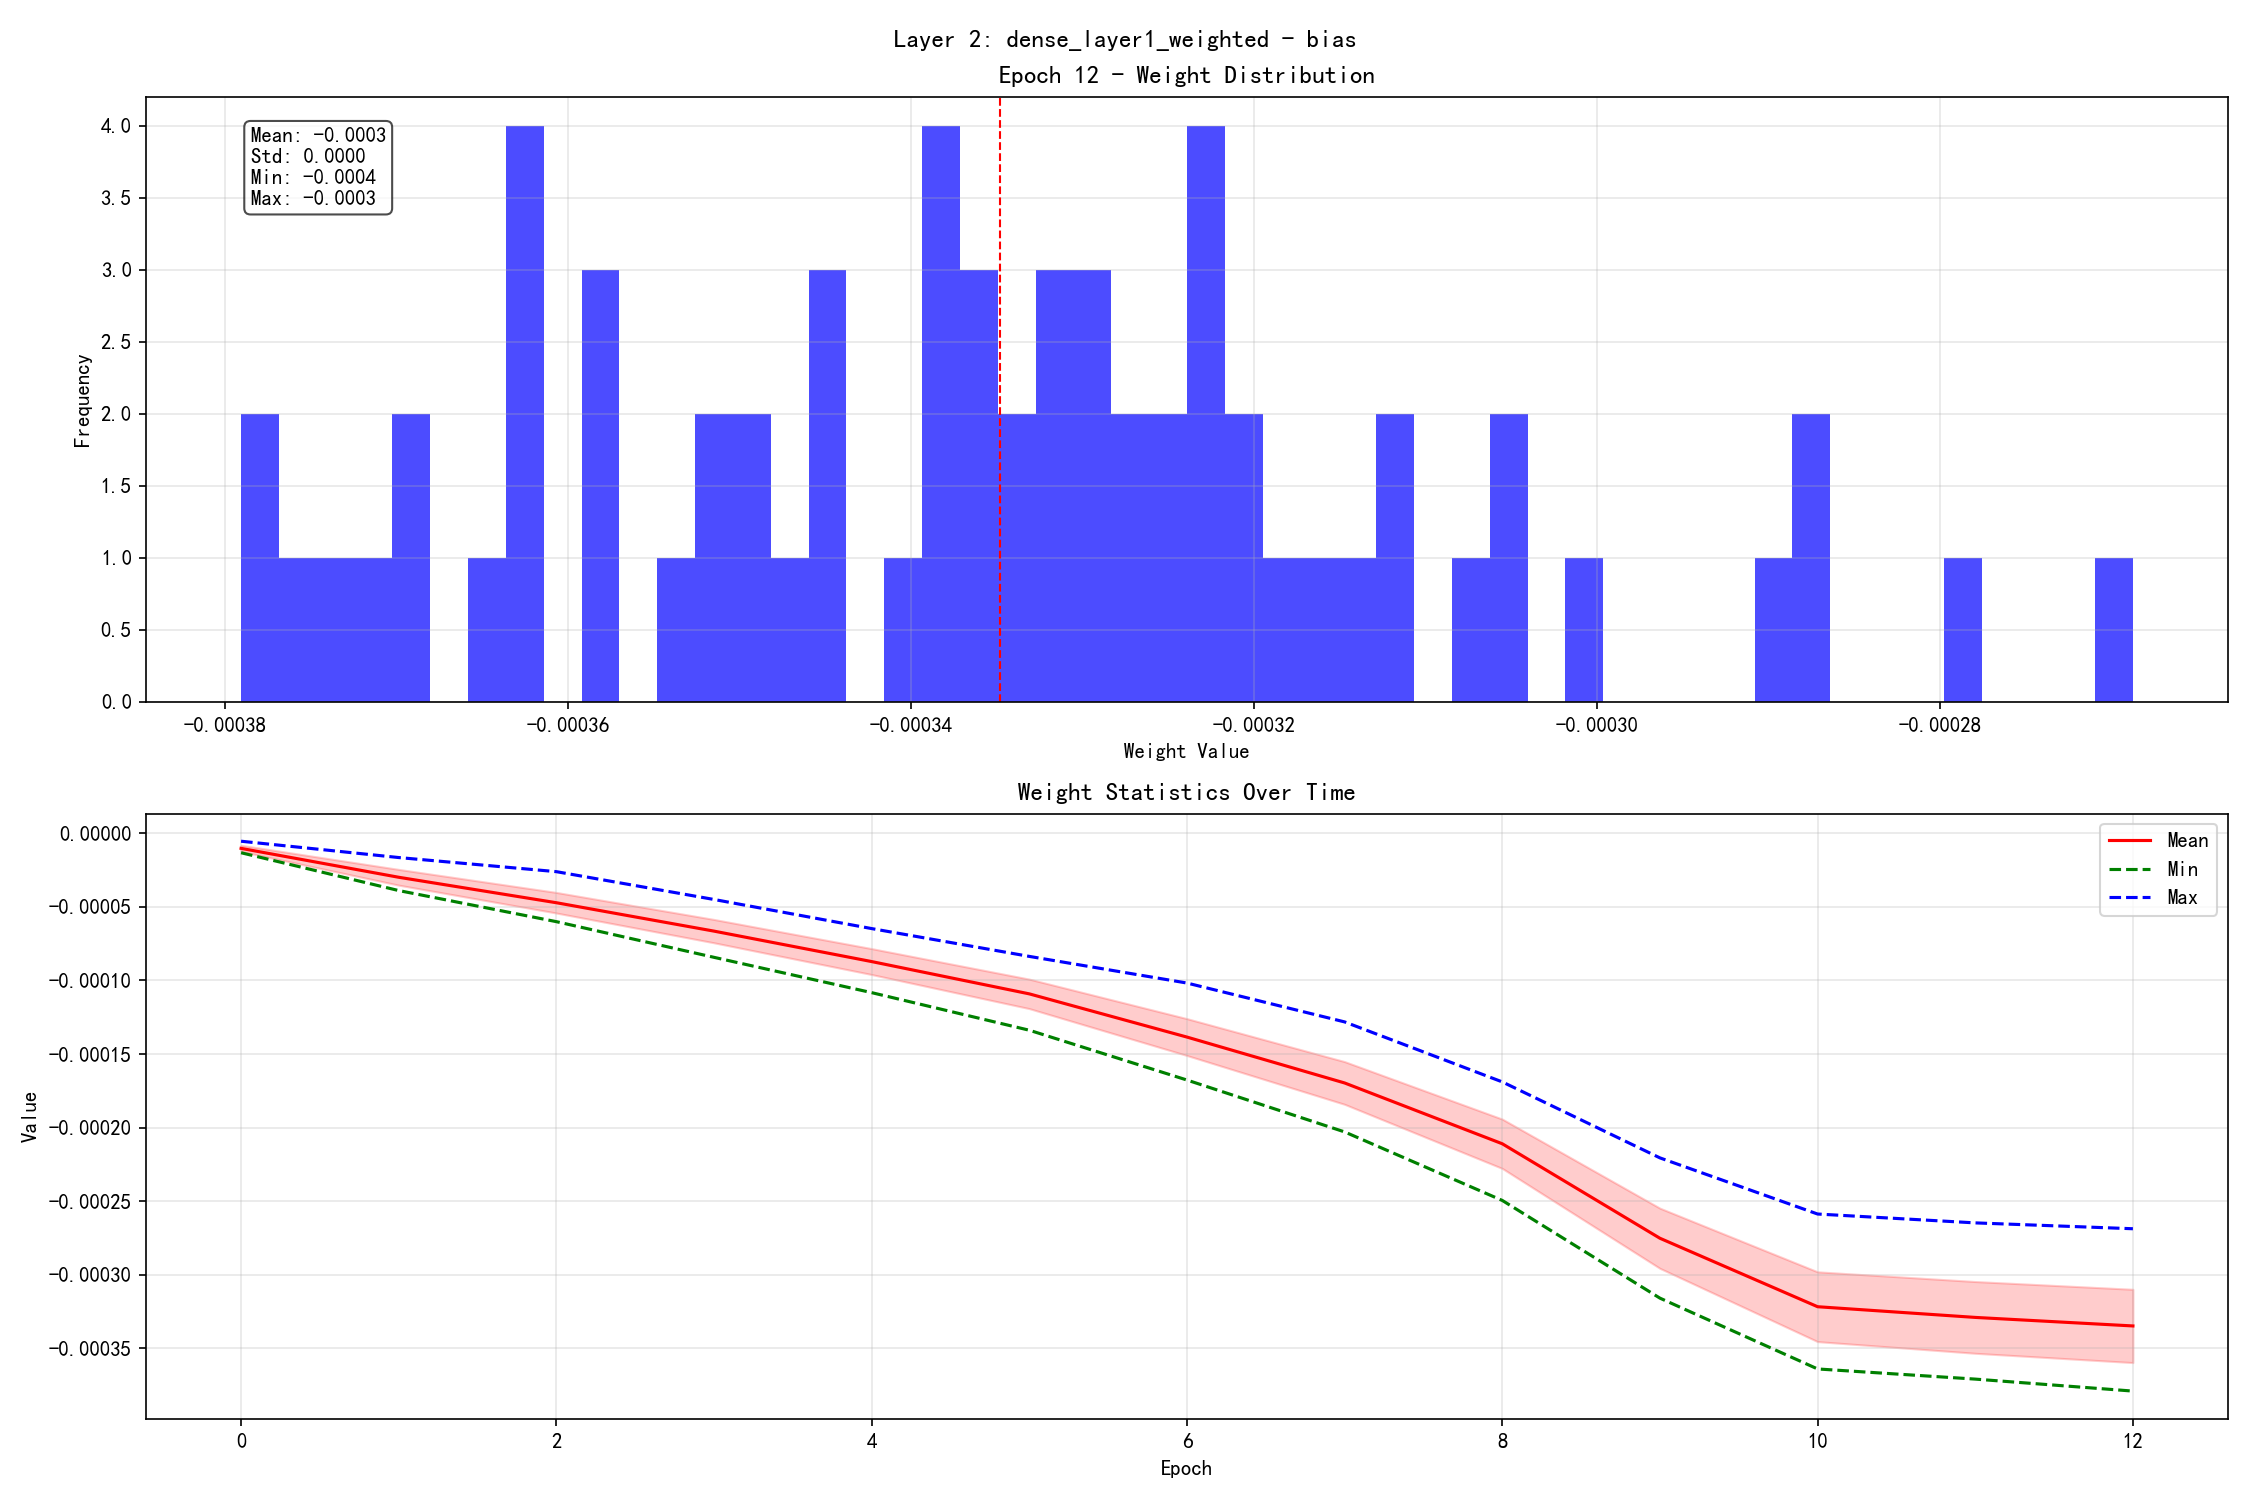 Layer 2: dense_layer1_weighted - bias
Epoch 12 - Weight Distribution
Mean: -0.0003
Std: 0.0000
Min: -0.0004
Max: -0.0003
4.0
3.5
3.0
2.5
2.0
1.5
1.0
0.5
0.0
Frequency
-0.00038 -0.00036 -0.00034 -0.00032 -0.00030 -0.00028
Weight Value
Weight Statistics Over Time
Mean
Min
Max
0.00000
-0.00005
-0.00010
-0.00015
-0.00020
-0.00025
-0.00030
-0.00035
Value
0 2 4 6 8 10 12
Epoch